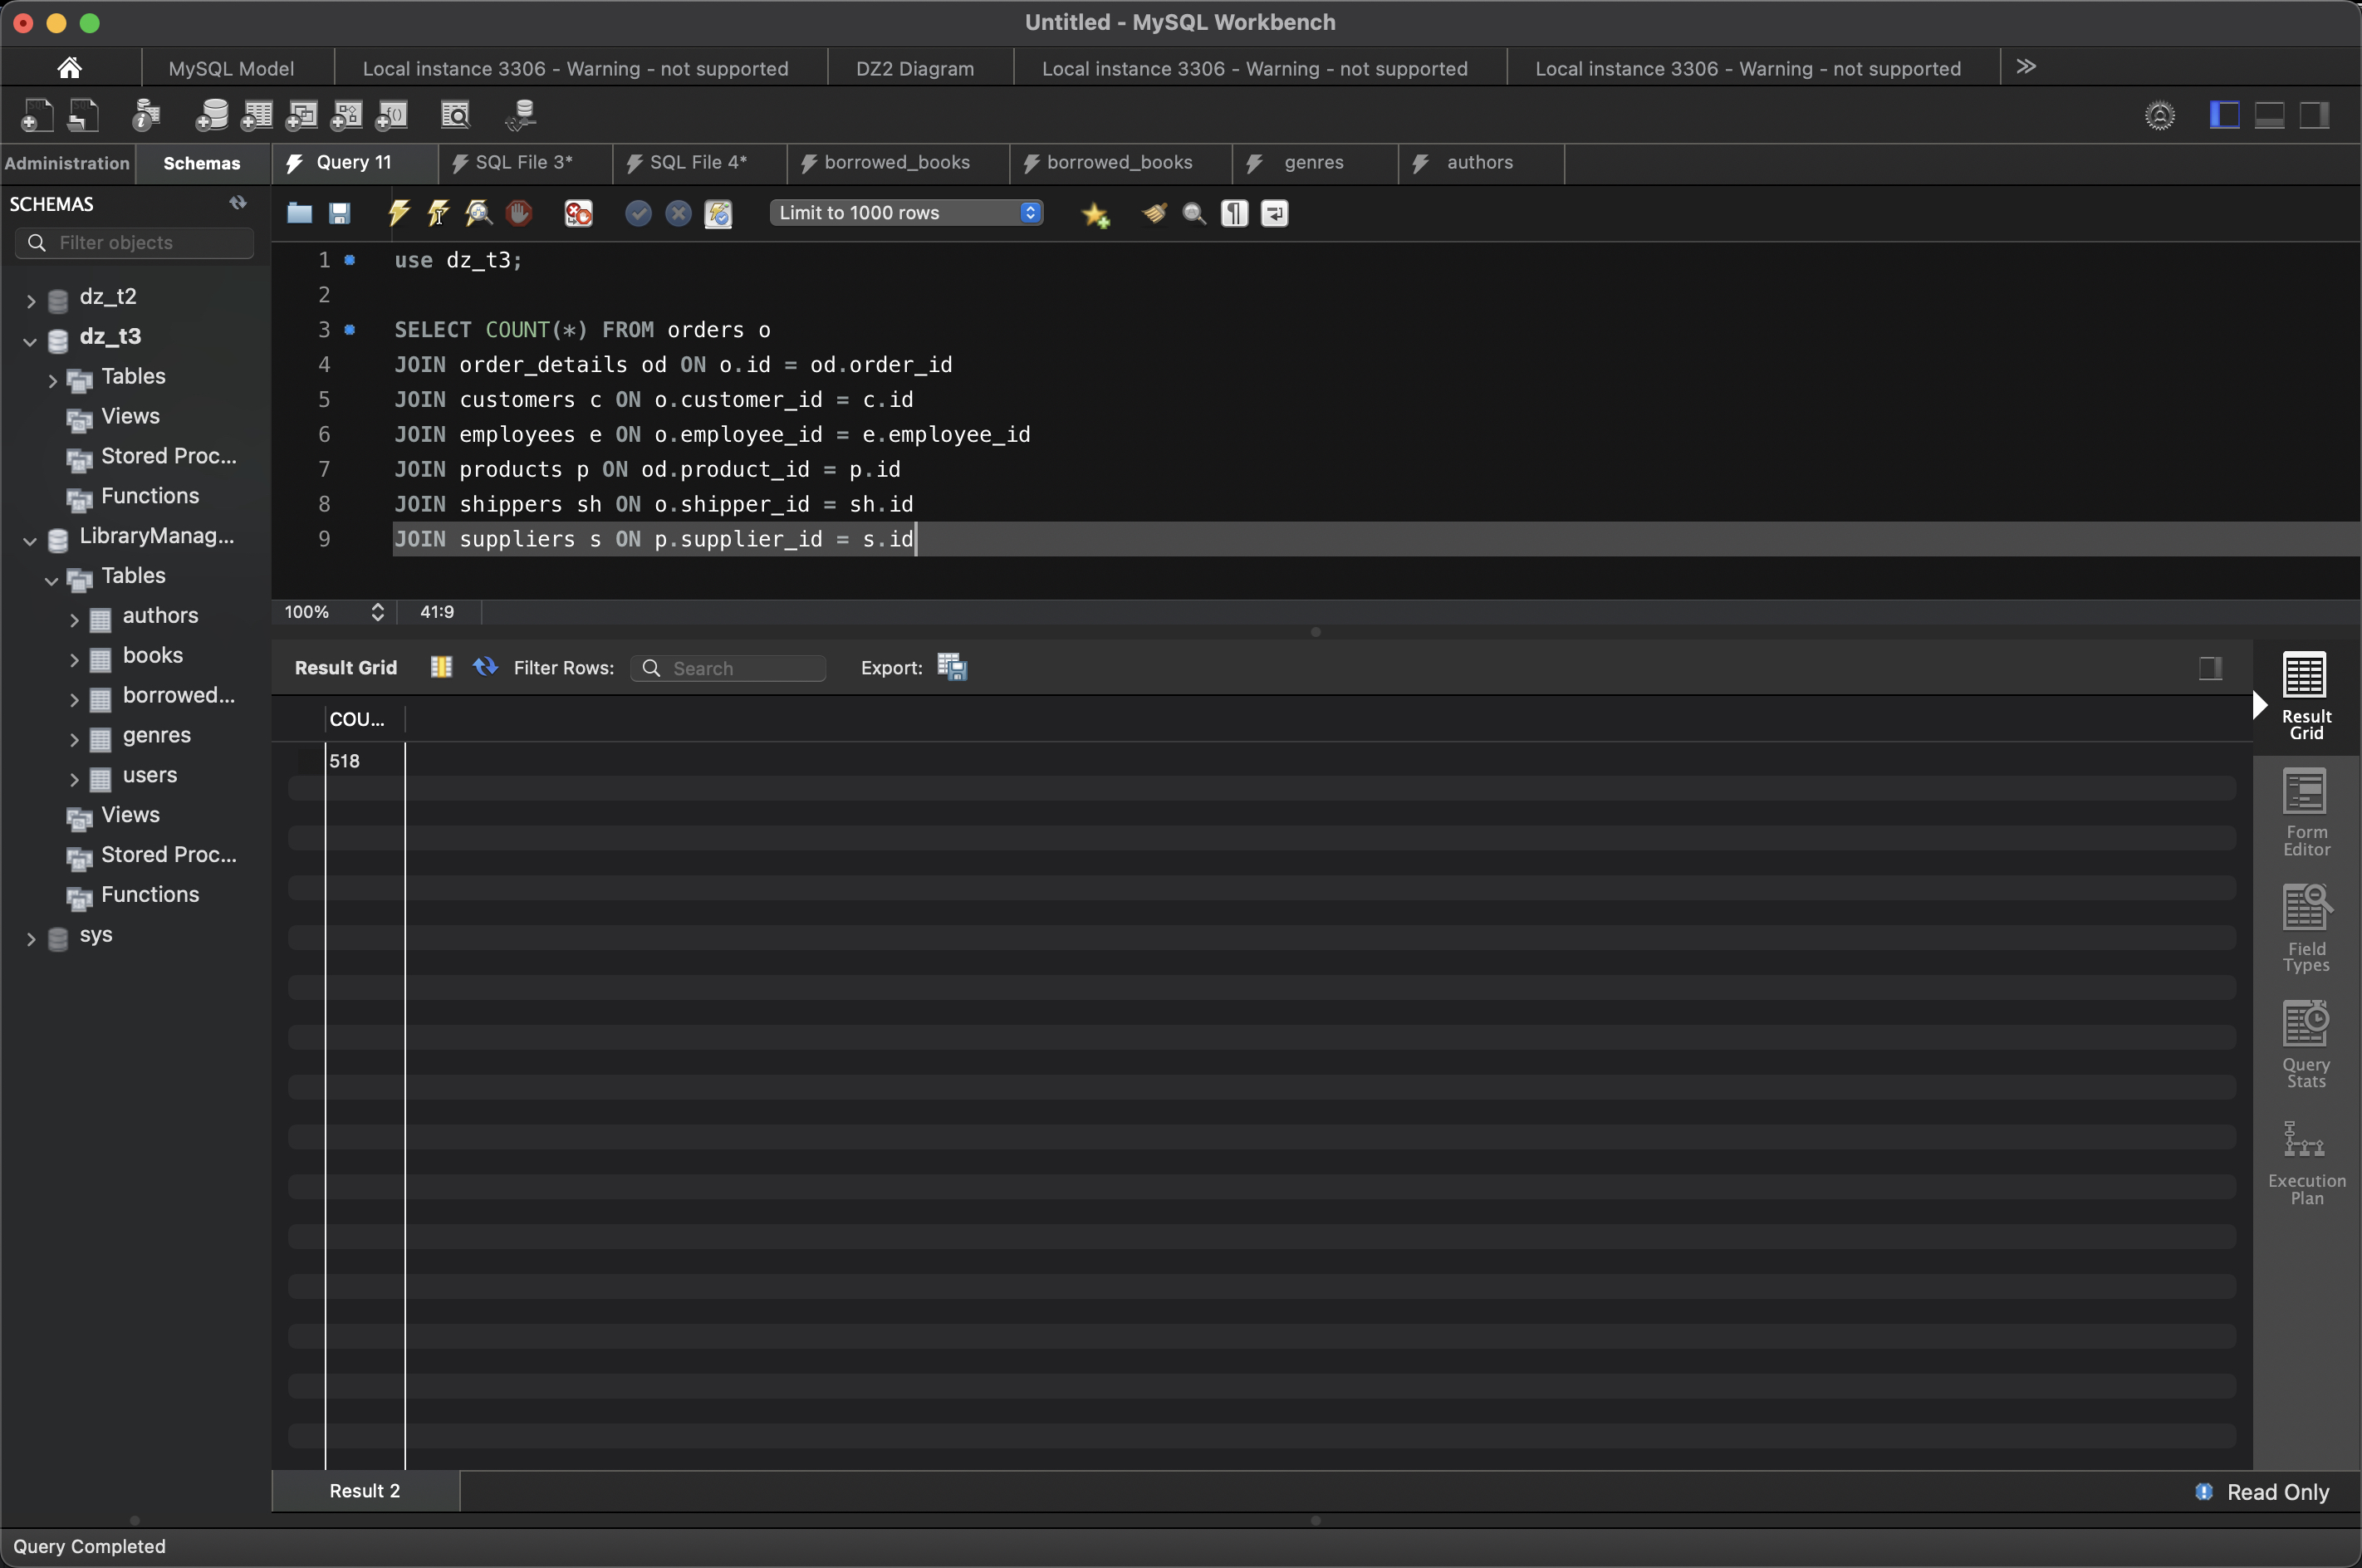 Untitled - MySQL Workbench
MySQL Model
Local instance 3306 - Warning - not supported
DZ2 Diagram
Local instance 3306 - Warning - not supported
Local instance 3306 - Warning - not supported
Administration
Schemas
Query 11
SQL File 3*
SQL File 4*
borrowed_books
borrowed_books
genres
authors
SCHEMAS
Filter objects
dz_t2
dz_t3
Tables
Views
Stored Proc...
Functions
LibraryManag...
Tables
authors
books
borrowed...
genres
users
Views
Stored Proc...
Functions
sys
Limit to 1000 rows
1 use dz_t3;
2
3 SELECT COUNT(*) FROM orders o
4 JOIN order_details od ON o.id = od.order_id
5 JOIN customers c ON o.customer_id = c.id
6 JOIN employees e ON o.employee_id = e.employee_id
7 JOIN products p ON od.product_id = p.id
8 JOIN shippers sh ON o.shipper_id = sh.id
9 JOIN suppliers s ON p.supplier_id = s.id
100% 41:9
Result Grid
Filter Rows:
Search
Export:
COU...
518
Result
Grid
Form
Editor
Field
Types
Query
Stats
Execution
Plan
Result 2
Read Only
Query Completed